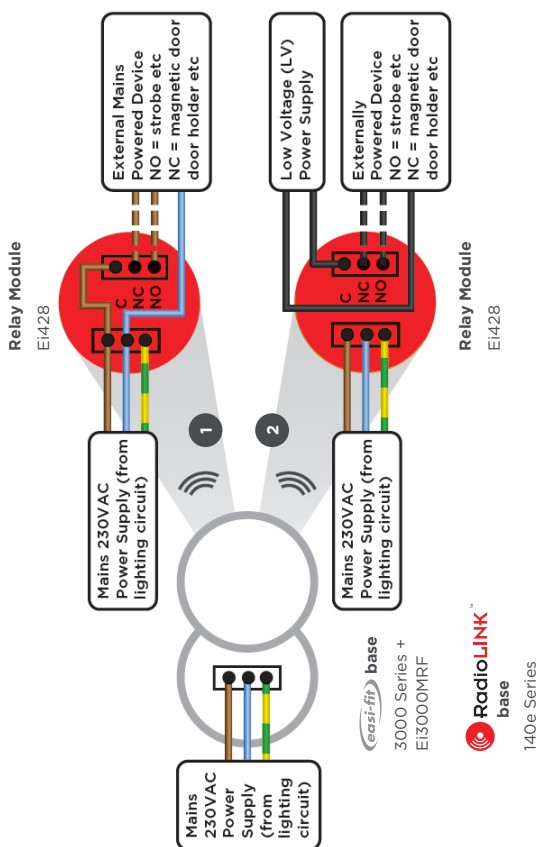 Relay Module
Ei428
External Mains
Powered Device
NO = strobe etc
NC = magnetic door
door holder etc
C
NC
NO
Mains 230VAC
Power Supply (from
lighting circuit)
1
Low Voltage (LV)
Power Supply
Externally
Powered Device
NO = strobe etc
NC = magnetic door
door holder etc
C
NC
NO
Relay Module
Ei428
2
Mains 230VAC
Power Supply (from
lighting circuit)
Mains
230VAC
Power
Supply
(from
lighting
circuit)
easi-fit base
3000 Series +
Ei3000MRF
RadioLINK™
base
140e Series